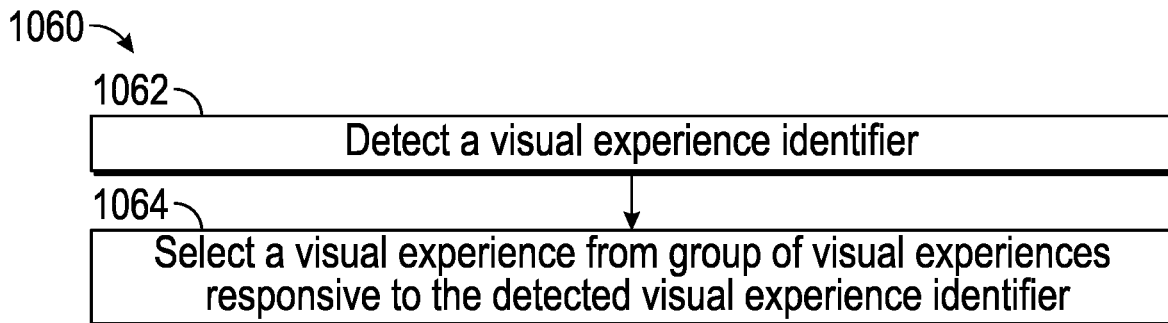 1060
1062
Detect a visual experience identifier
1064
Select a visual experience from group of visual experiences
responsive to the detected visual experience identifier